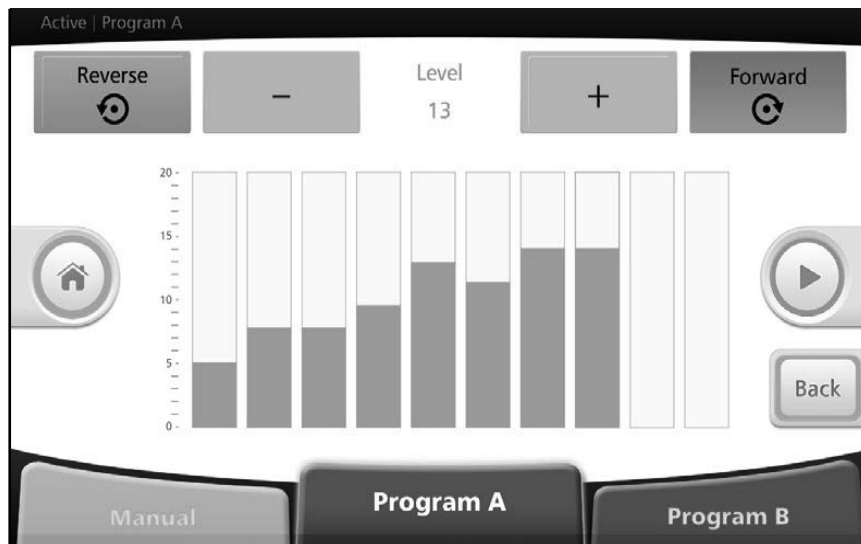 Active | Program A
Reverse
−
Level
13
+
Forward
20
15
10
5
0
Back
Manual
Program A
Program B